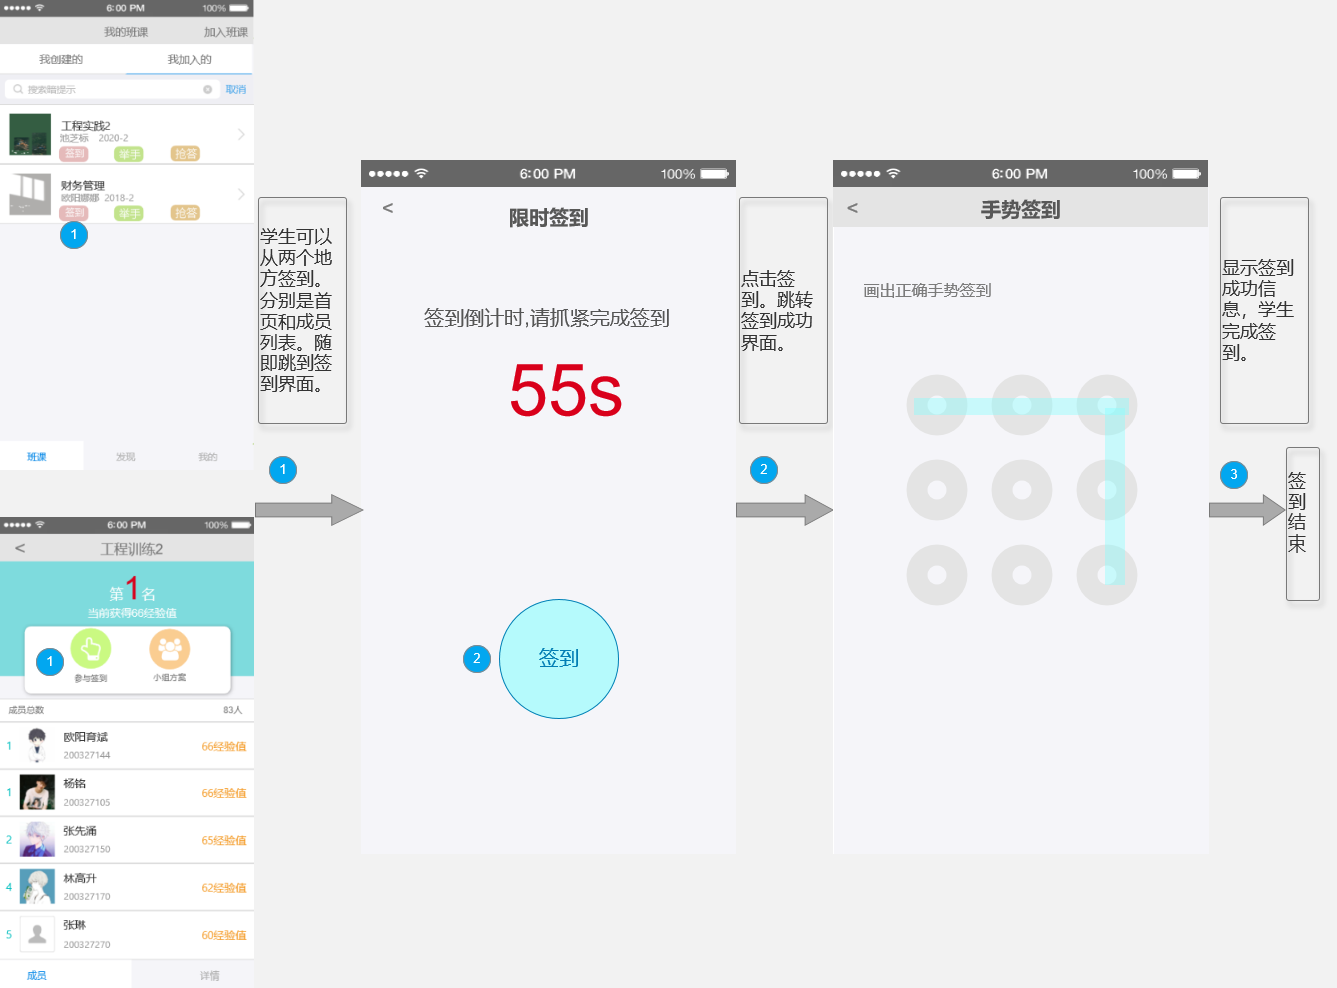 6:00 PM
100%
我的班课
加入班课
我创建的
我加入的
搜索暗提示
取消
工程实践2
池芝标 2020-2
签到
举手
抢答
财务管理
欧阳娜娜 2018-2
签到
举手
抢答
1
班课
发现
我的
学生可以
从两个地
方签到。
分别是首
页和成员
列表。随
即跳到签
到界面。
1
6:00 PM
100%
<
工程训练2
第1名
当前获得66经验值
1
参与签到
小组方案
成员总数
83人
1
欧阳育斌
200327144
66经验值
1
杨铭
200327105
66经验值
2
张先涌
200327150
65经验值
4
林高升
200327170
62经验值
5
张琳
200327270
60经验值
成员
详情
6:00 PM
100%
<
限时签到
签到倒计时,请抓紧完成签到
55s
2
签到
点击签
到。跳转
签到成功
界面。
2
6:00 PM
100%
<
手势签到
画出正确手势签到
显示签到
成功信
息，学生
完成签
到。
3
签
到
结
束